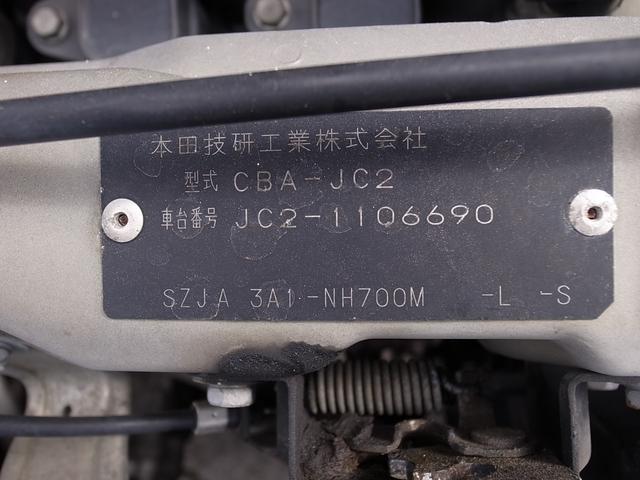 本田技研工業株式会社
型式 CBA-JC2
車台番号 JC2-1106690
SZJA 3A1-NH700M -L -S